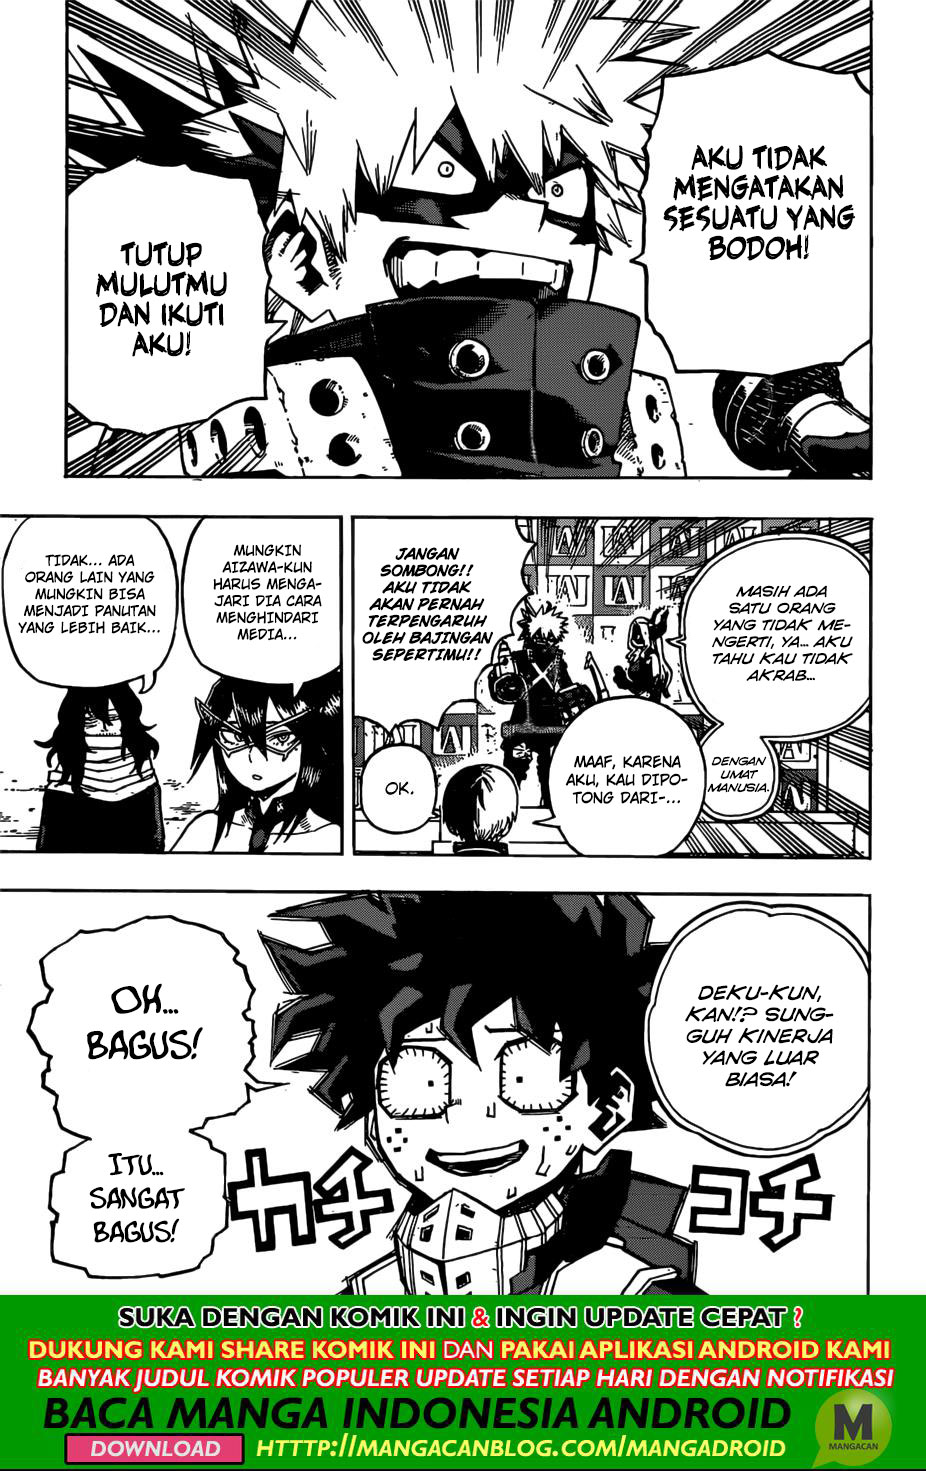 AKU TIDAK
MENGATAKAN
SESUATU YANG
BODOH!
TUTUP
MULUTMU
DAN IKUTI
AKU!
MASIH ADA
SATU ORANG
YANG TIDAK ME-
NGERTI, YA... AKU
TAHU KAU TIDAK
AKRAB...
DENGAN
UMAT
MANUSIA.
JANGAN
SOMBONG!!
AKU TIDAK
AKAN PERNAH
TERPENGARUH
OLEH BAJINGAN
SEPERTIMU!!
MAAF, KARENA
AKU, KAU DIPO-
TONG DARI-...
OK.
MUNGKIN
AIZAWA-KUN
HARUS MENGA-
JARI DIA CARA
MENGHINDARI
MEDIA...
TIDAK... ADA
ORANG LAIN YANG
MUNGKIN BISA
MENJADI PANUTAN
YANG LEBIH BAIK...
DEKU-KUN,
KAN!? SUNG-
GUH KINERJA
YANG LUAR
BIASA!
OH...
BAGUS!
ITU...
SANGAT
BAGUS!
カチ
コチ
SUKA DENGAN KOMIK INI & INGIN UPDATE CEPAT ?
DUKUNG KAMI SHARE KOMIK INI DAN PAKAI APLIKASI ANDROID KAMI
BANYAK JUDUL KOMIK POPULER UPDATE SETIAP HARI DENGAN NOTIFIKASI
BACA MANGA INDONESIA ANDROID
DOWNLOAD HTTTP://MANGACANBLOG.COM/MANGADROID
M
MANGACAN